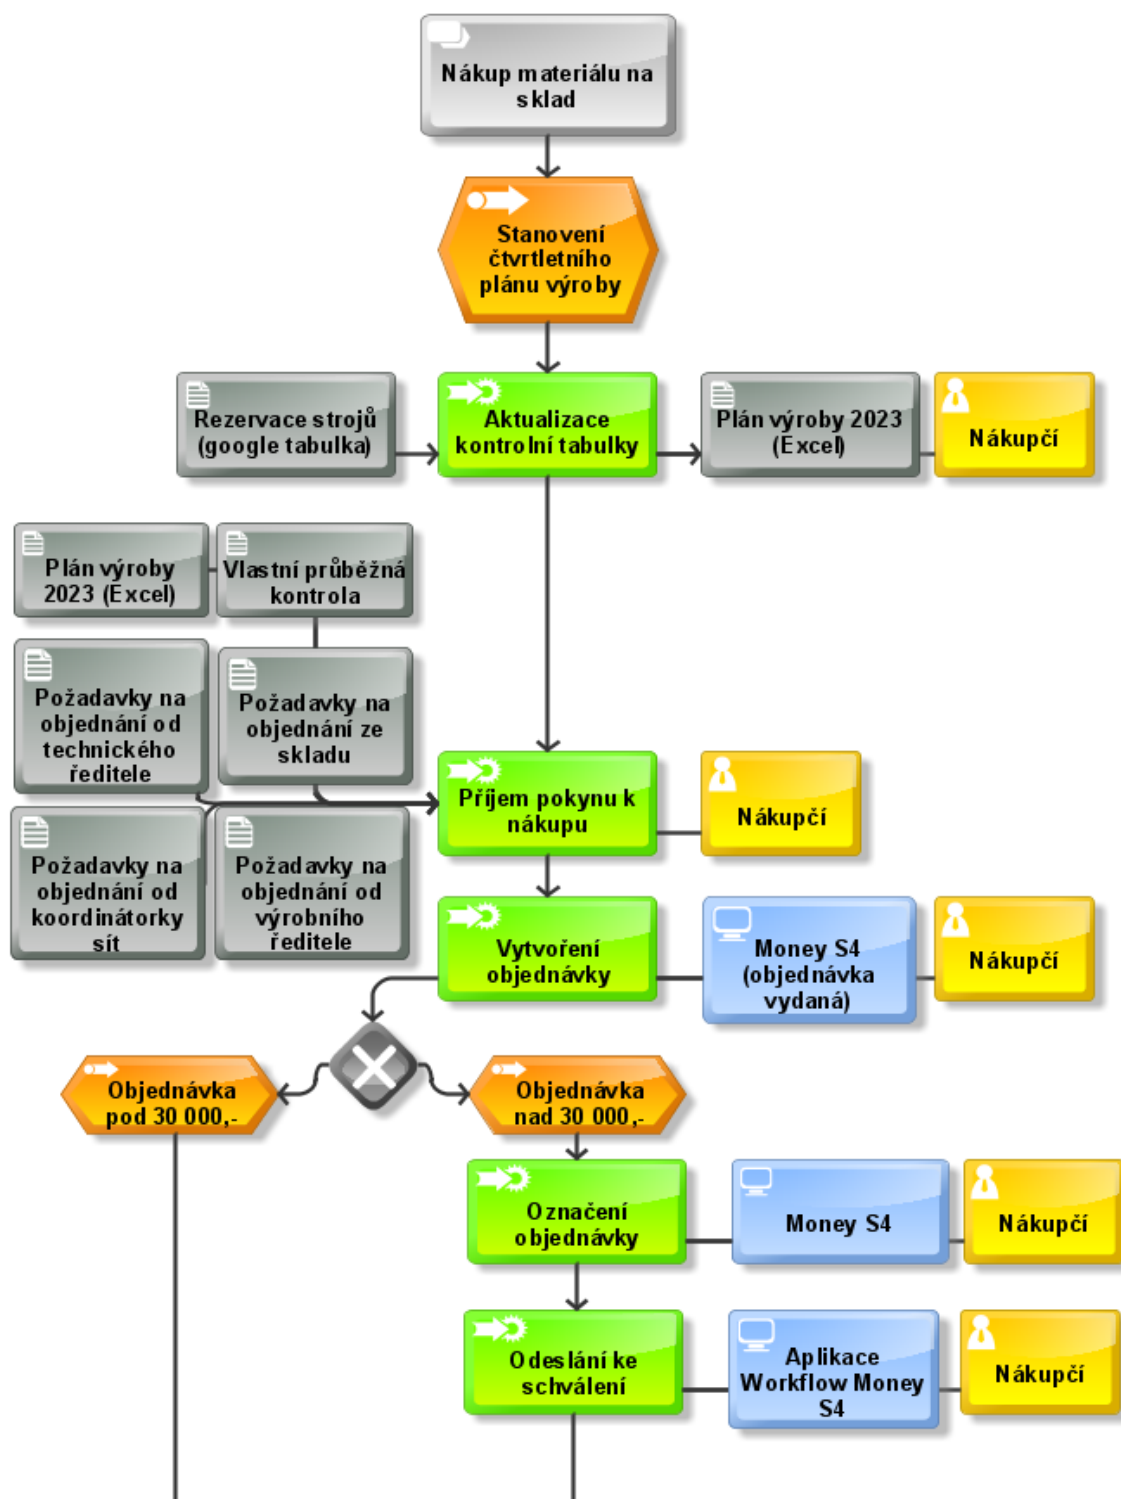 Nákup materiálu na
sklad
Stanovení
čtvrtletního
plánu výroby
Rezervace strojů
(google tabulka)
Aktualizace
kontrolní tabulky
Plán výroby 2023
(Excel)
Nákupčí
Plán výroby
2023 (Excel)
Vlastní průběžná
kontrola
Požadavky na
objednání od
technického
ředitele
Požadavky na
objednání ze
skladu
Příjem pokynu k
nákupu
Nákupčí
Požadavky na
objednání od
koordinátorky
sít
Požadavky na
objednání od
výrobního
ředitele
Vytvoření
objednávky
Money S4
(objednávka
vydaná)
Nákupčí
Objednávka
pod 30 000,-
Objednávka
nad 30 000,-
Označení
objednávky
Money S4
Nákupčí
Odeslání ke
schválení
Aplikace
Workflow Money
S4
Nákupčí